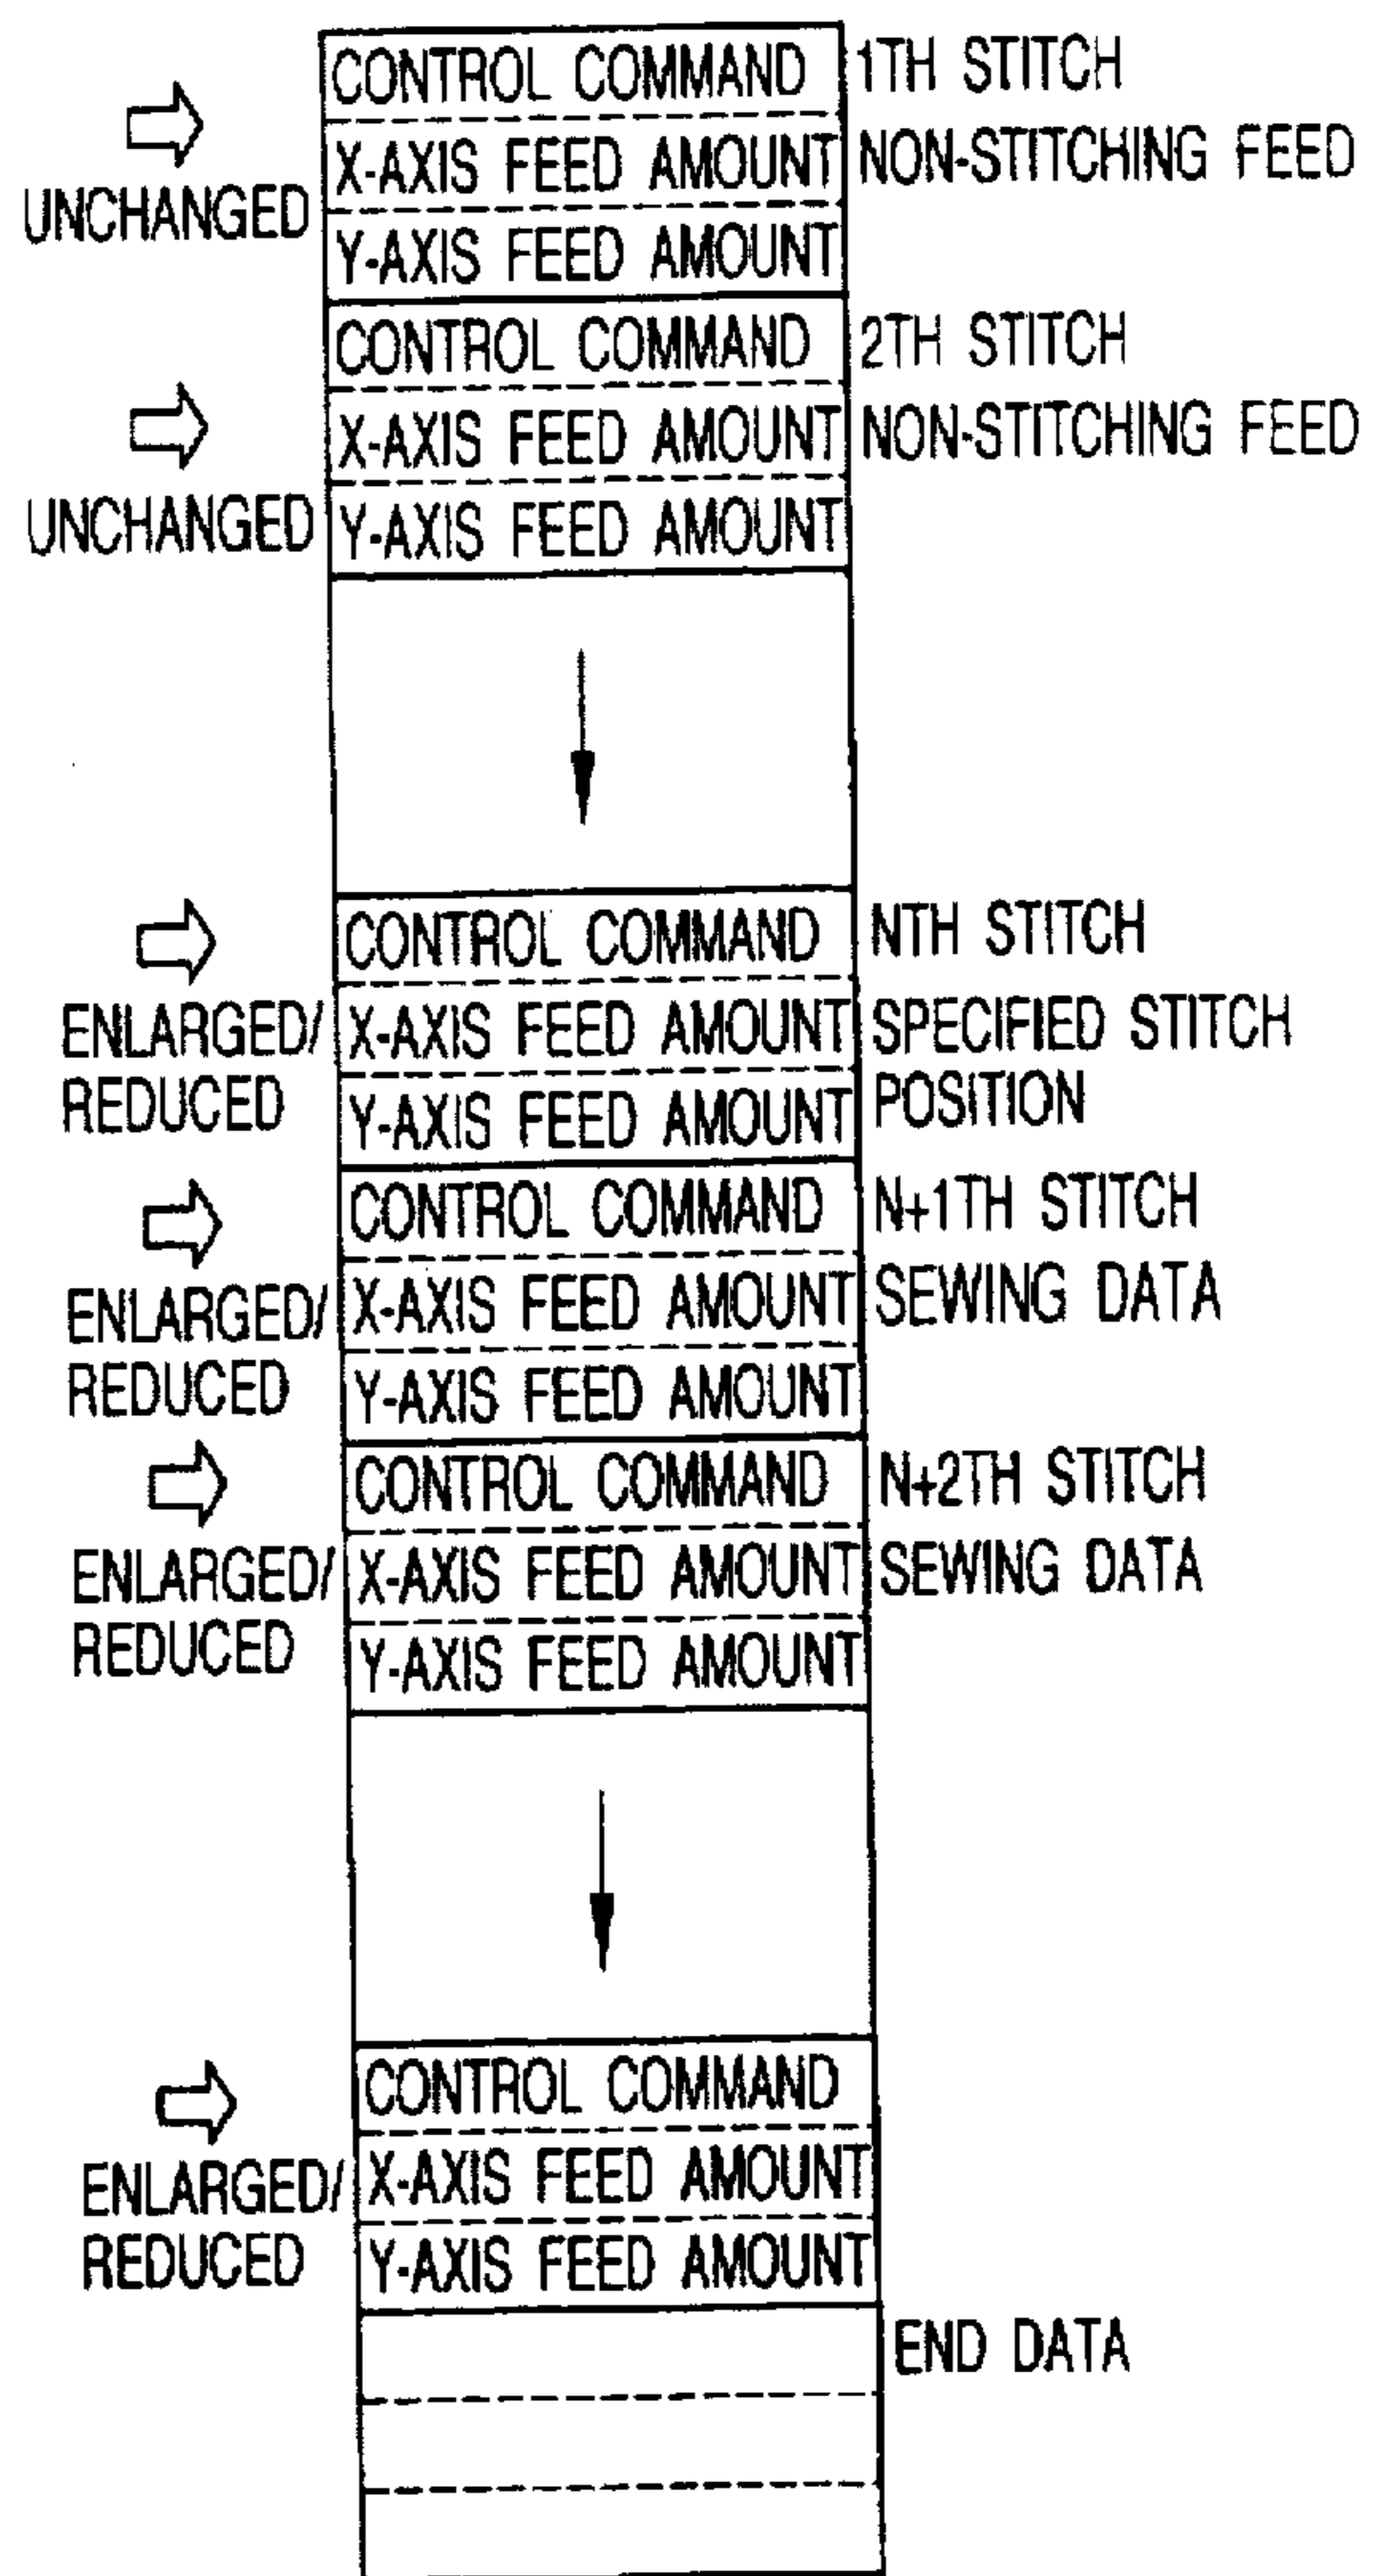 CONTROL COMMAND 1TH STITCH
X-AXIS FEED AMOUNT NON-STITCHING FEED
UNCHANGED
Y-AXIS FEED AMOUNT
CONTROL COMMAND 2TH STITCH
X-AXIS FEED AMOUNT NON-STITCHING FEED
UNCHANGED Y-AXIS FEED AMOUNT
CONTROL COMMAND NTH STITCH
ENLARGED/ X-AXIS FEED AMOUNT SPECIFIED STITCH
REDUCED Y-AXIS FEED AMOUNT POSITION
CONTROL COMMAND N+1TH STITCH
ENLARGED/ X-AXIS FEED AMOUNT SEWING DATA
REDUCED Y-AXIS FEED AMOUNT
CONTROL COMMAND N+2TH STITCH
ENLARGED/ X-AXIS FEED AMOUNT SEWING DATA
REDUCED Y-AXIS FEED AMOUNT
CONTROL COMMAND
ENLARGED/ X-AXIS FEED AMOUNT
REDUCED Y-AXIS FEED AMOUNT
END DATA